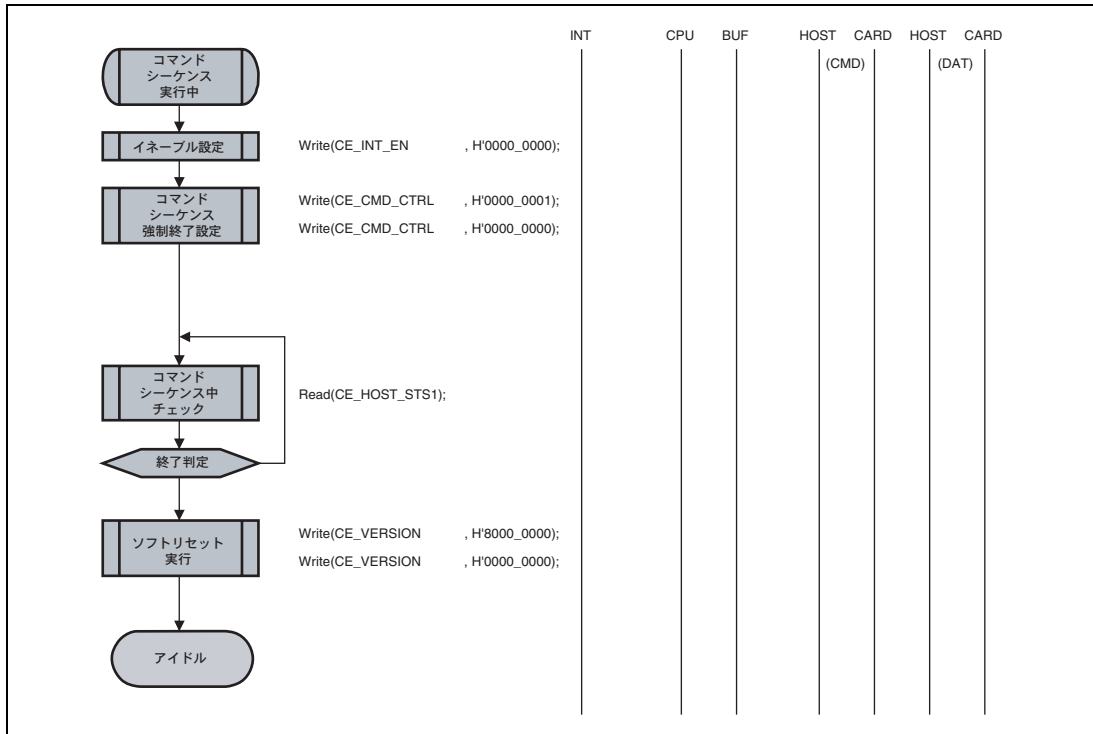 INT CPU BUF HOST CARD HOST CARD
(CMD) (DAT)
コマンド
シーケンス
実行中
イネーブル設定 Write(CE_INT_EN , H'0000_0000);
コマンド
シーケンス
強制終了設定
Write(CE_CMD_CTRL , H'0000_0001);
Write(CE_CMD_CTRL , H'0000_0000);
コマンド
シーケンス中
チェック
Read(CE_HOST_STS1);
終了判定
ソフトリセット
実行
Write(CE_VERSION , H'8000_0000);
Write(CE_VERSION , H'0000_0000);
アイドル